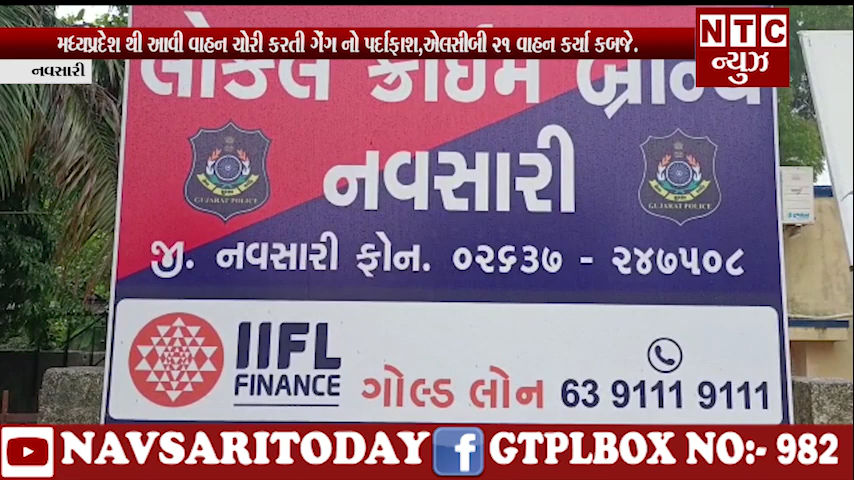 મધ્યપ્રદેશ થી આવી વાહન ચોરી કરતી ગેંગ નો પર્દાફાશ,એલસીબી ૨૧ વાહન કર્યા કબજે.
NTC
ન્યુઝ
નવસારી
લોકલ ક્રાઇમ બ્રાન્ચ
નવસારી
GUJARAT POLICE
GUJARAT POLICE
જી. નવસારી ફોન. ૦૨૬૩૭ - ૨૪૭૫૦૮
IIFL
FINANCE
ગોલ્ડ લોન 63 9111 9111
NAVSARITODAY f GTPLBOX NO:- 982